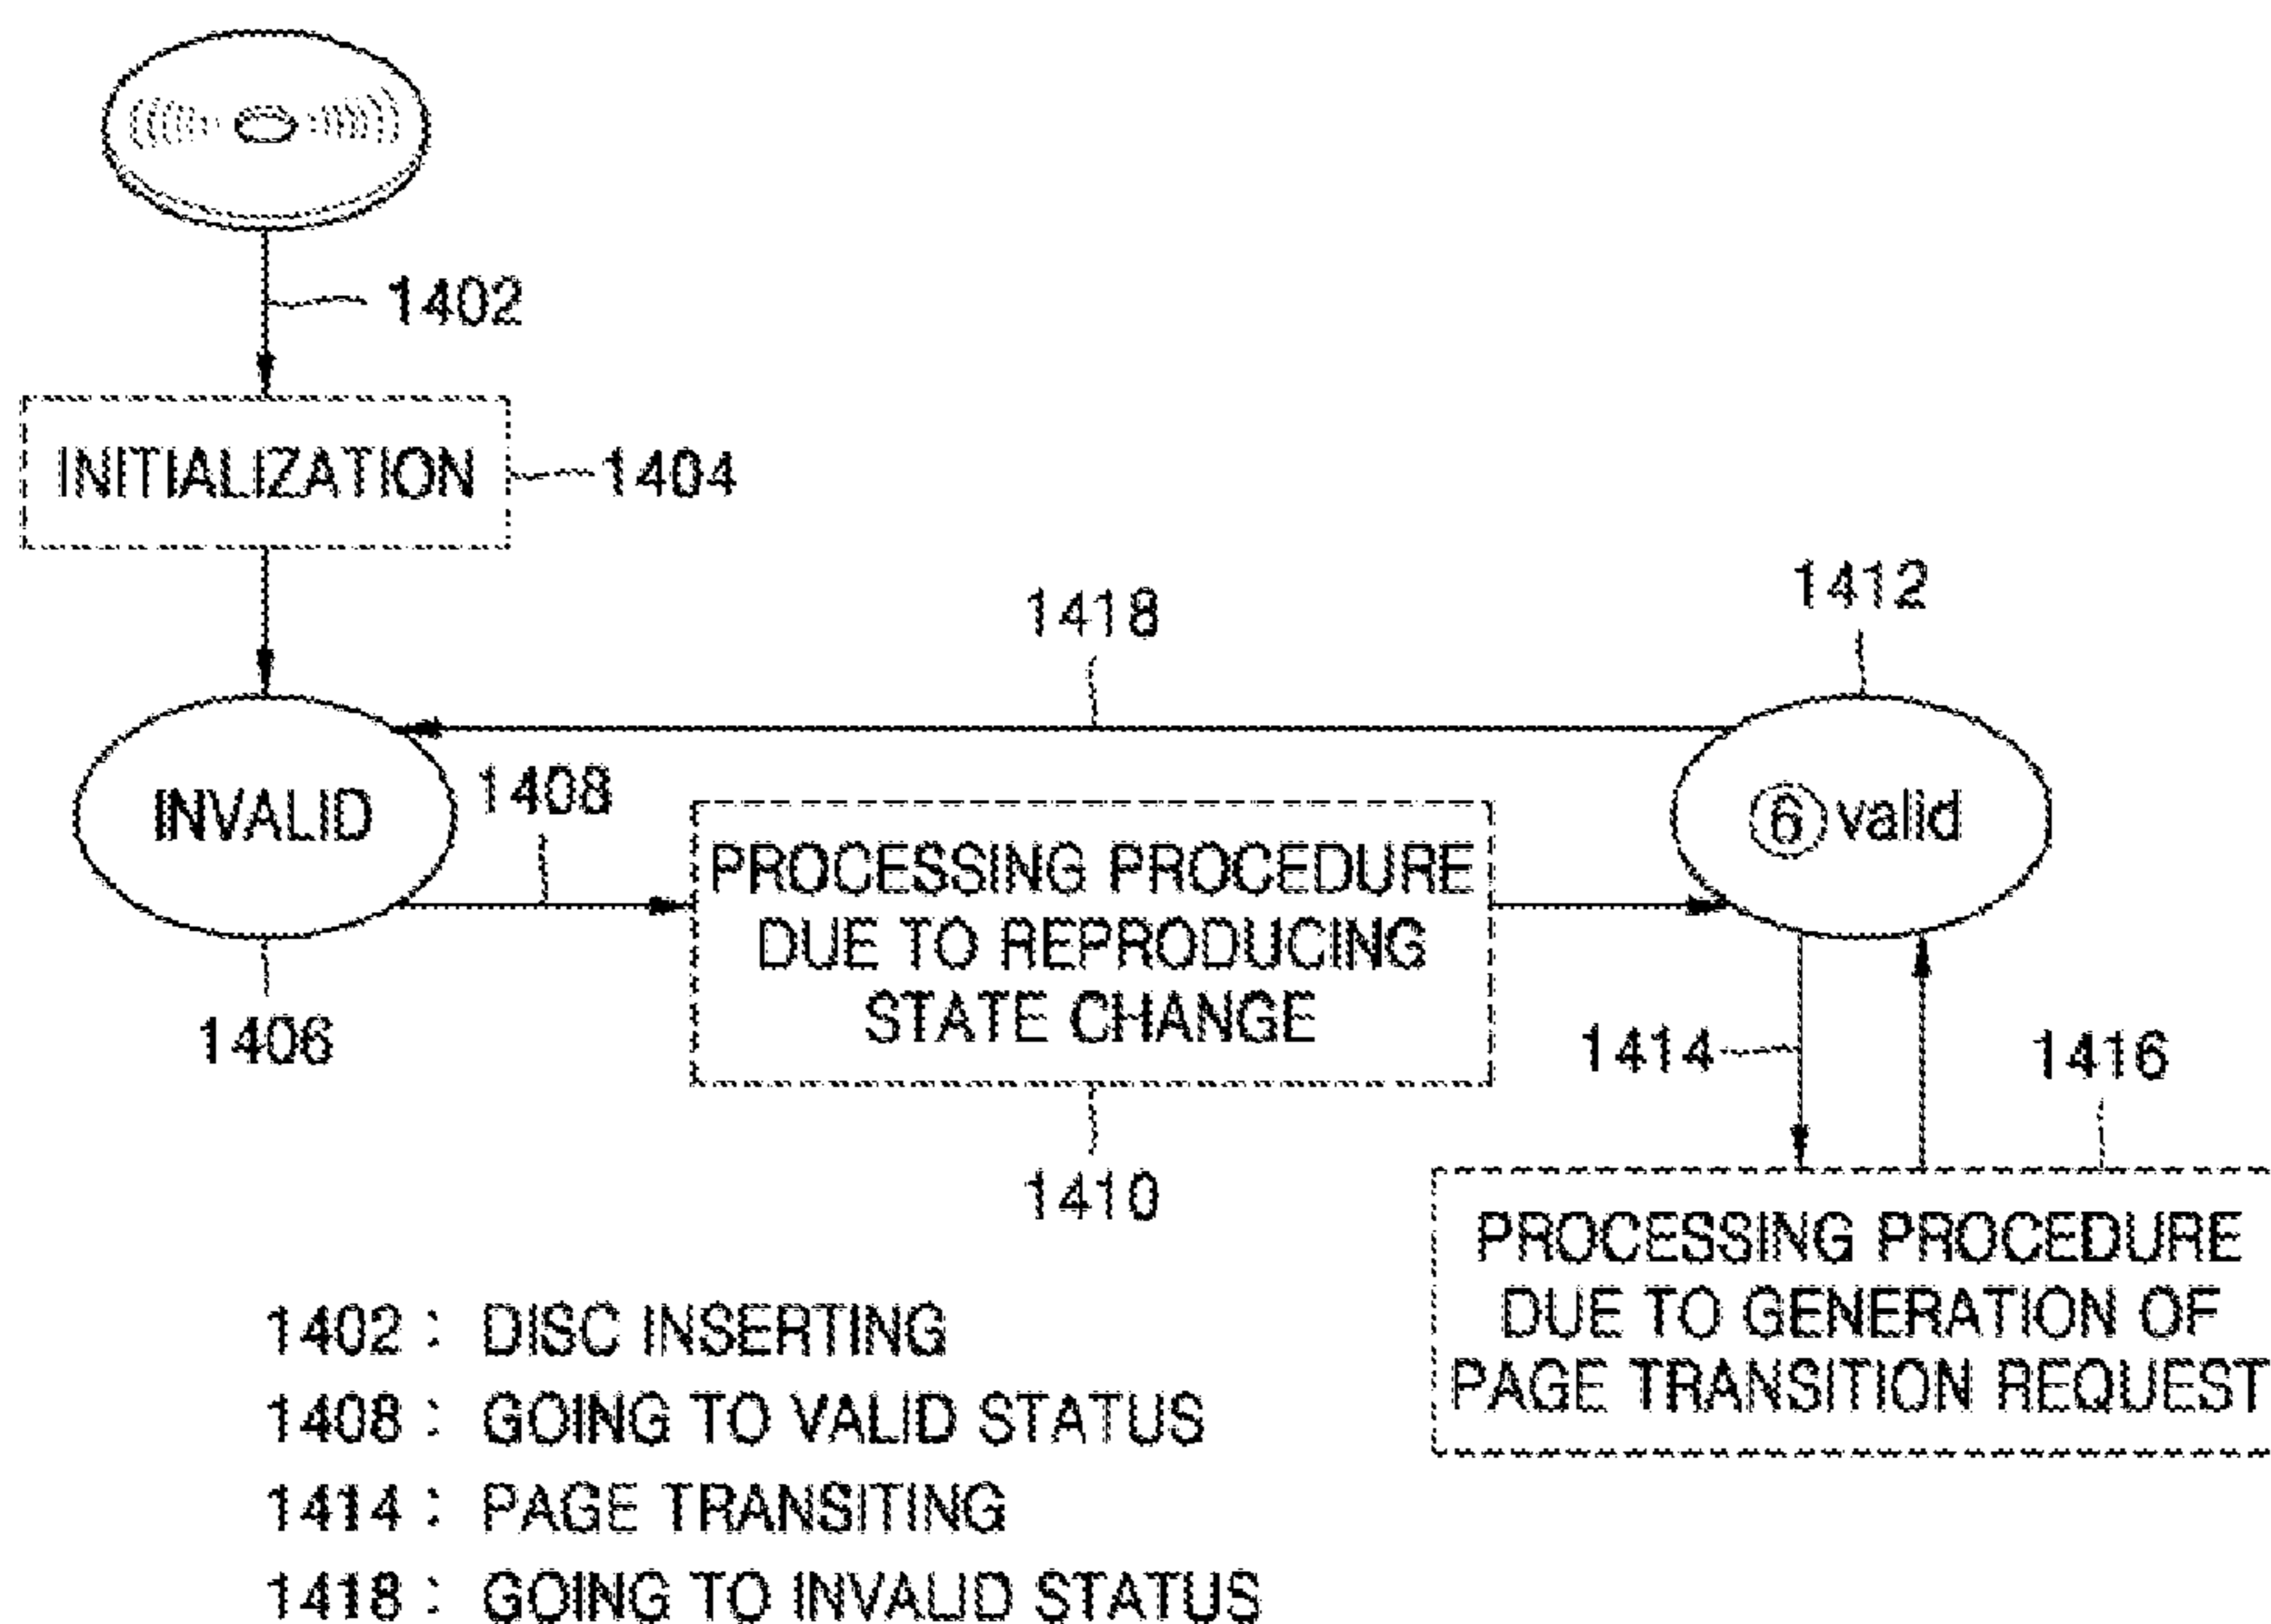 1402
INITIALIZATION
1404
1418
1412
INVALID
1408
⑥valid
PROCESSING PROCEDURE
DUE TO REPRODUCING
STATE CHANGE
1406
1414
1416
1410
PROCESSING PROCEDURE
DUE TO GENERATION OF
PAGE TRANSITION REQUEST
1402 : DISC INSERTING
1408 : GOING TO VALID STATUS
1414 : PAGE TRANSITING
1418 : GOING TO INVALID STATUS